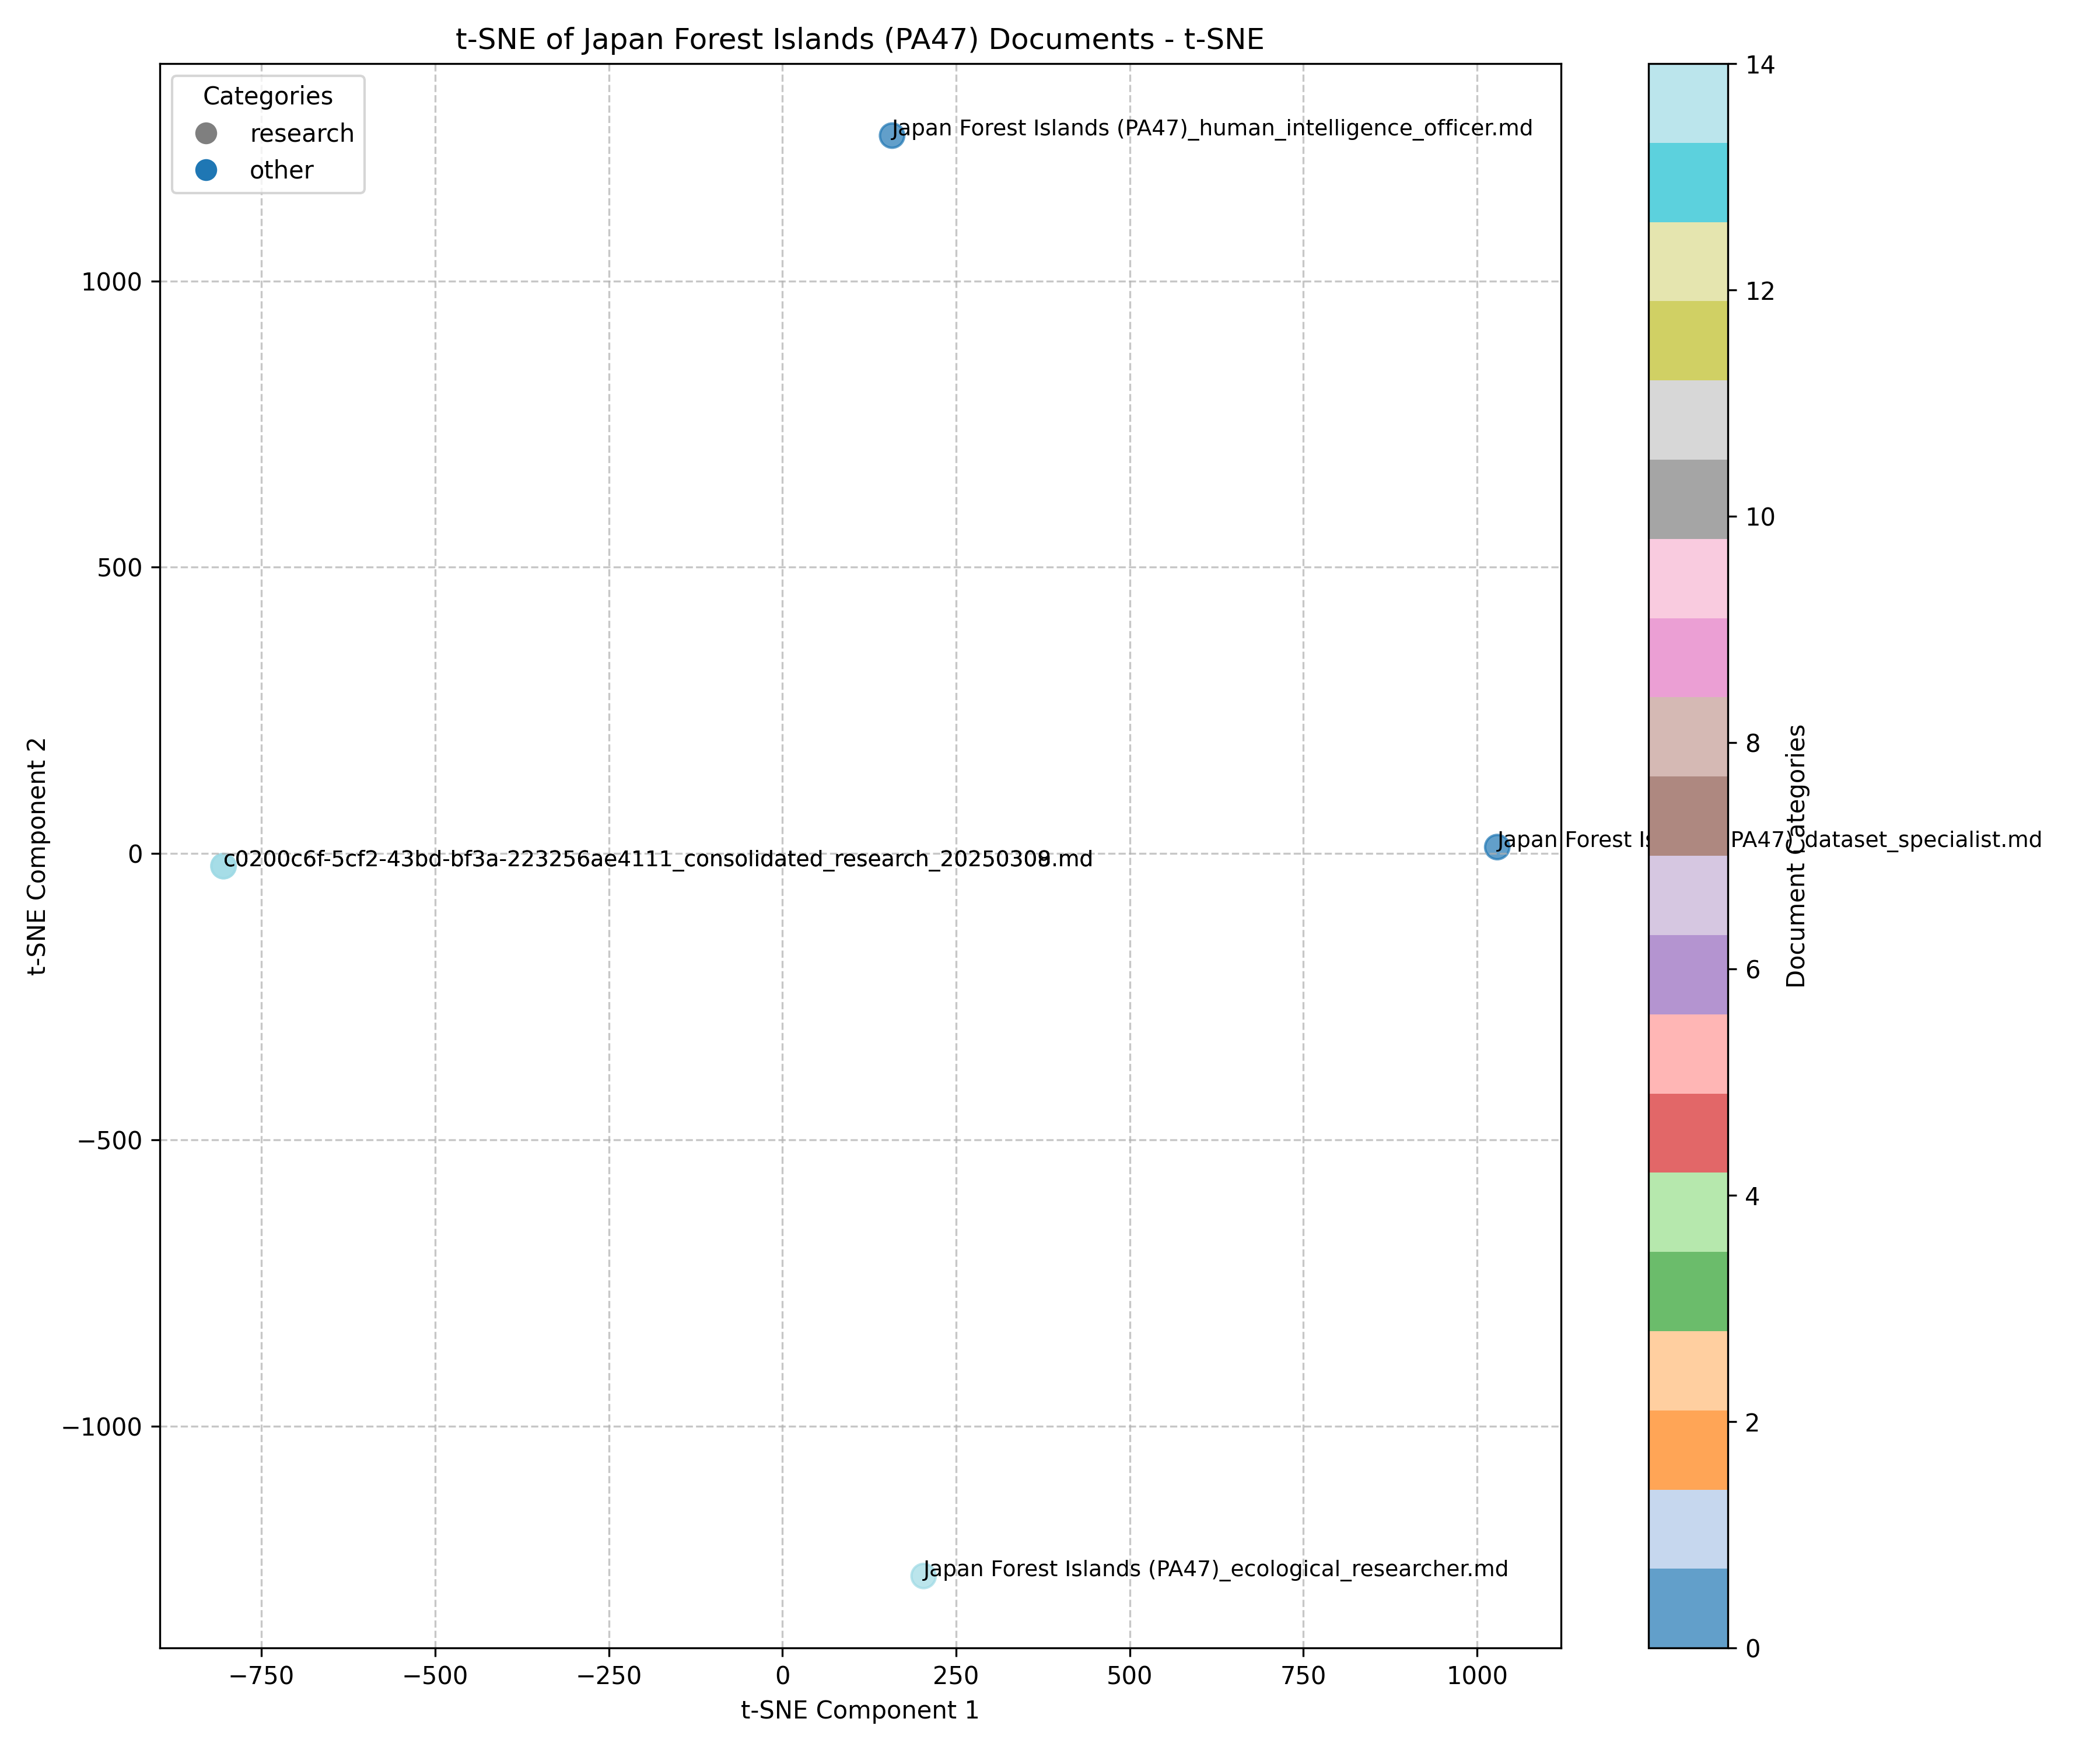 t-SNE of Japan Forest Islands (PA47) Documents - t-SNE
Categories
research
other
Japan Forest Islands (PA47)_human_intelligence_officer.md
Japan Forest Is PA47)_dataset_specialist.md
c0200c6f-5cf2-43bd-bf3a-223256ae4111_consolidated_research_
Japan Forest Islands (PA47)_ecological_researcher.md
1000
500
0
−500
−1000
t-SNE Component 2
−750
−500
−250
0
250
500
750
1000
t-SNE Component 1
14
12
10
8
6
4
2
0
Document Categories